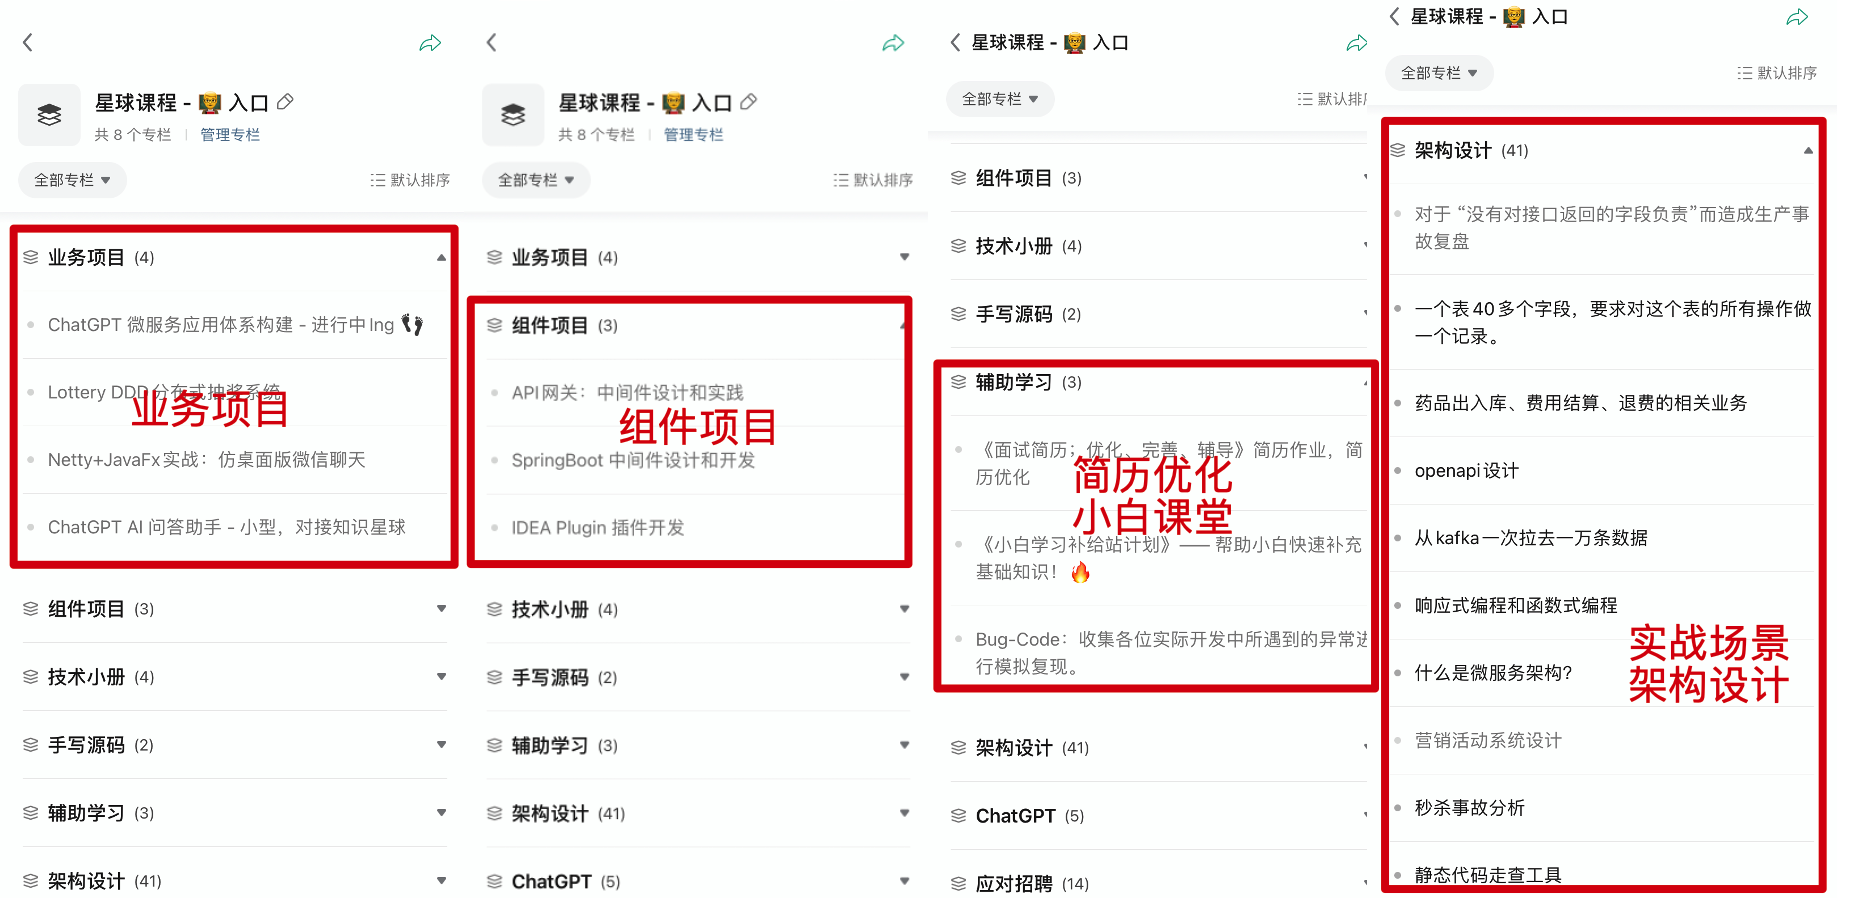 星球课程 - 入口
共 8 个专栏 管理专栏
全部专栏 默认排序
业务项目 (4)
ChatGPT 微服务应用体系构建 - 进行中 Ing
Lottery DDD 分布式抽奖系统
业务项目
Netty+JavaFx实战：仿桌面版微信聊天
ChatGPT AI 问答助手 - 小型，对接知识星球
组件项目 (3)
技术小册 (4)
手写源码 (2)
辅助学习 (3)
架构设计 (41)
星球课程 - 入口
共 8 个专栏 管理专栏
全部专栏 默认排序
业务项目 (4)
组件项目 (3)
API网关：中间件设计和实践
组件项目
SpringBoot 中间件设计和开发
IDEA Plugin 插件开发
技术小册 (4)
手写源码 (2)
辅助学习 (3)
架构设计 (41)
ChatGPT (5)
星球课程 - 入口
全部专栏 默认排序
组件项目 (3)
技术小册 (4)
手写源码 (2)
辅助学习 (3)
《面试简历；优化、完善、辅导》简历作业，简
历优化
简历优化
小白课堂
《小白学习补给站计划》—— 帮助小白快速补充
基础知识！
Bug-Code：收集各位实际开发中所遇到的异常进
行模拟复现。
架构设计 (41)
ChatGPT (5)
应对招聘 (14)
星球课程 - 入口
全部专栏 默认排序
架构设计 (41)
对于 “没有对接口返回的字段负责”而造成生产事
故复盘
一个表40多个字段，要求对这个表的所有操作做
一个记录。
药品出入库、费用结算、退费的相关业务
openapi设计
从kafka一次拉去一万条数据
响应式编程和函数式编程
实战场景
架构设计
什么是微服务架构?
营销活动系统设计
秒杀事故分析
静态代码走查工具